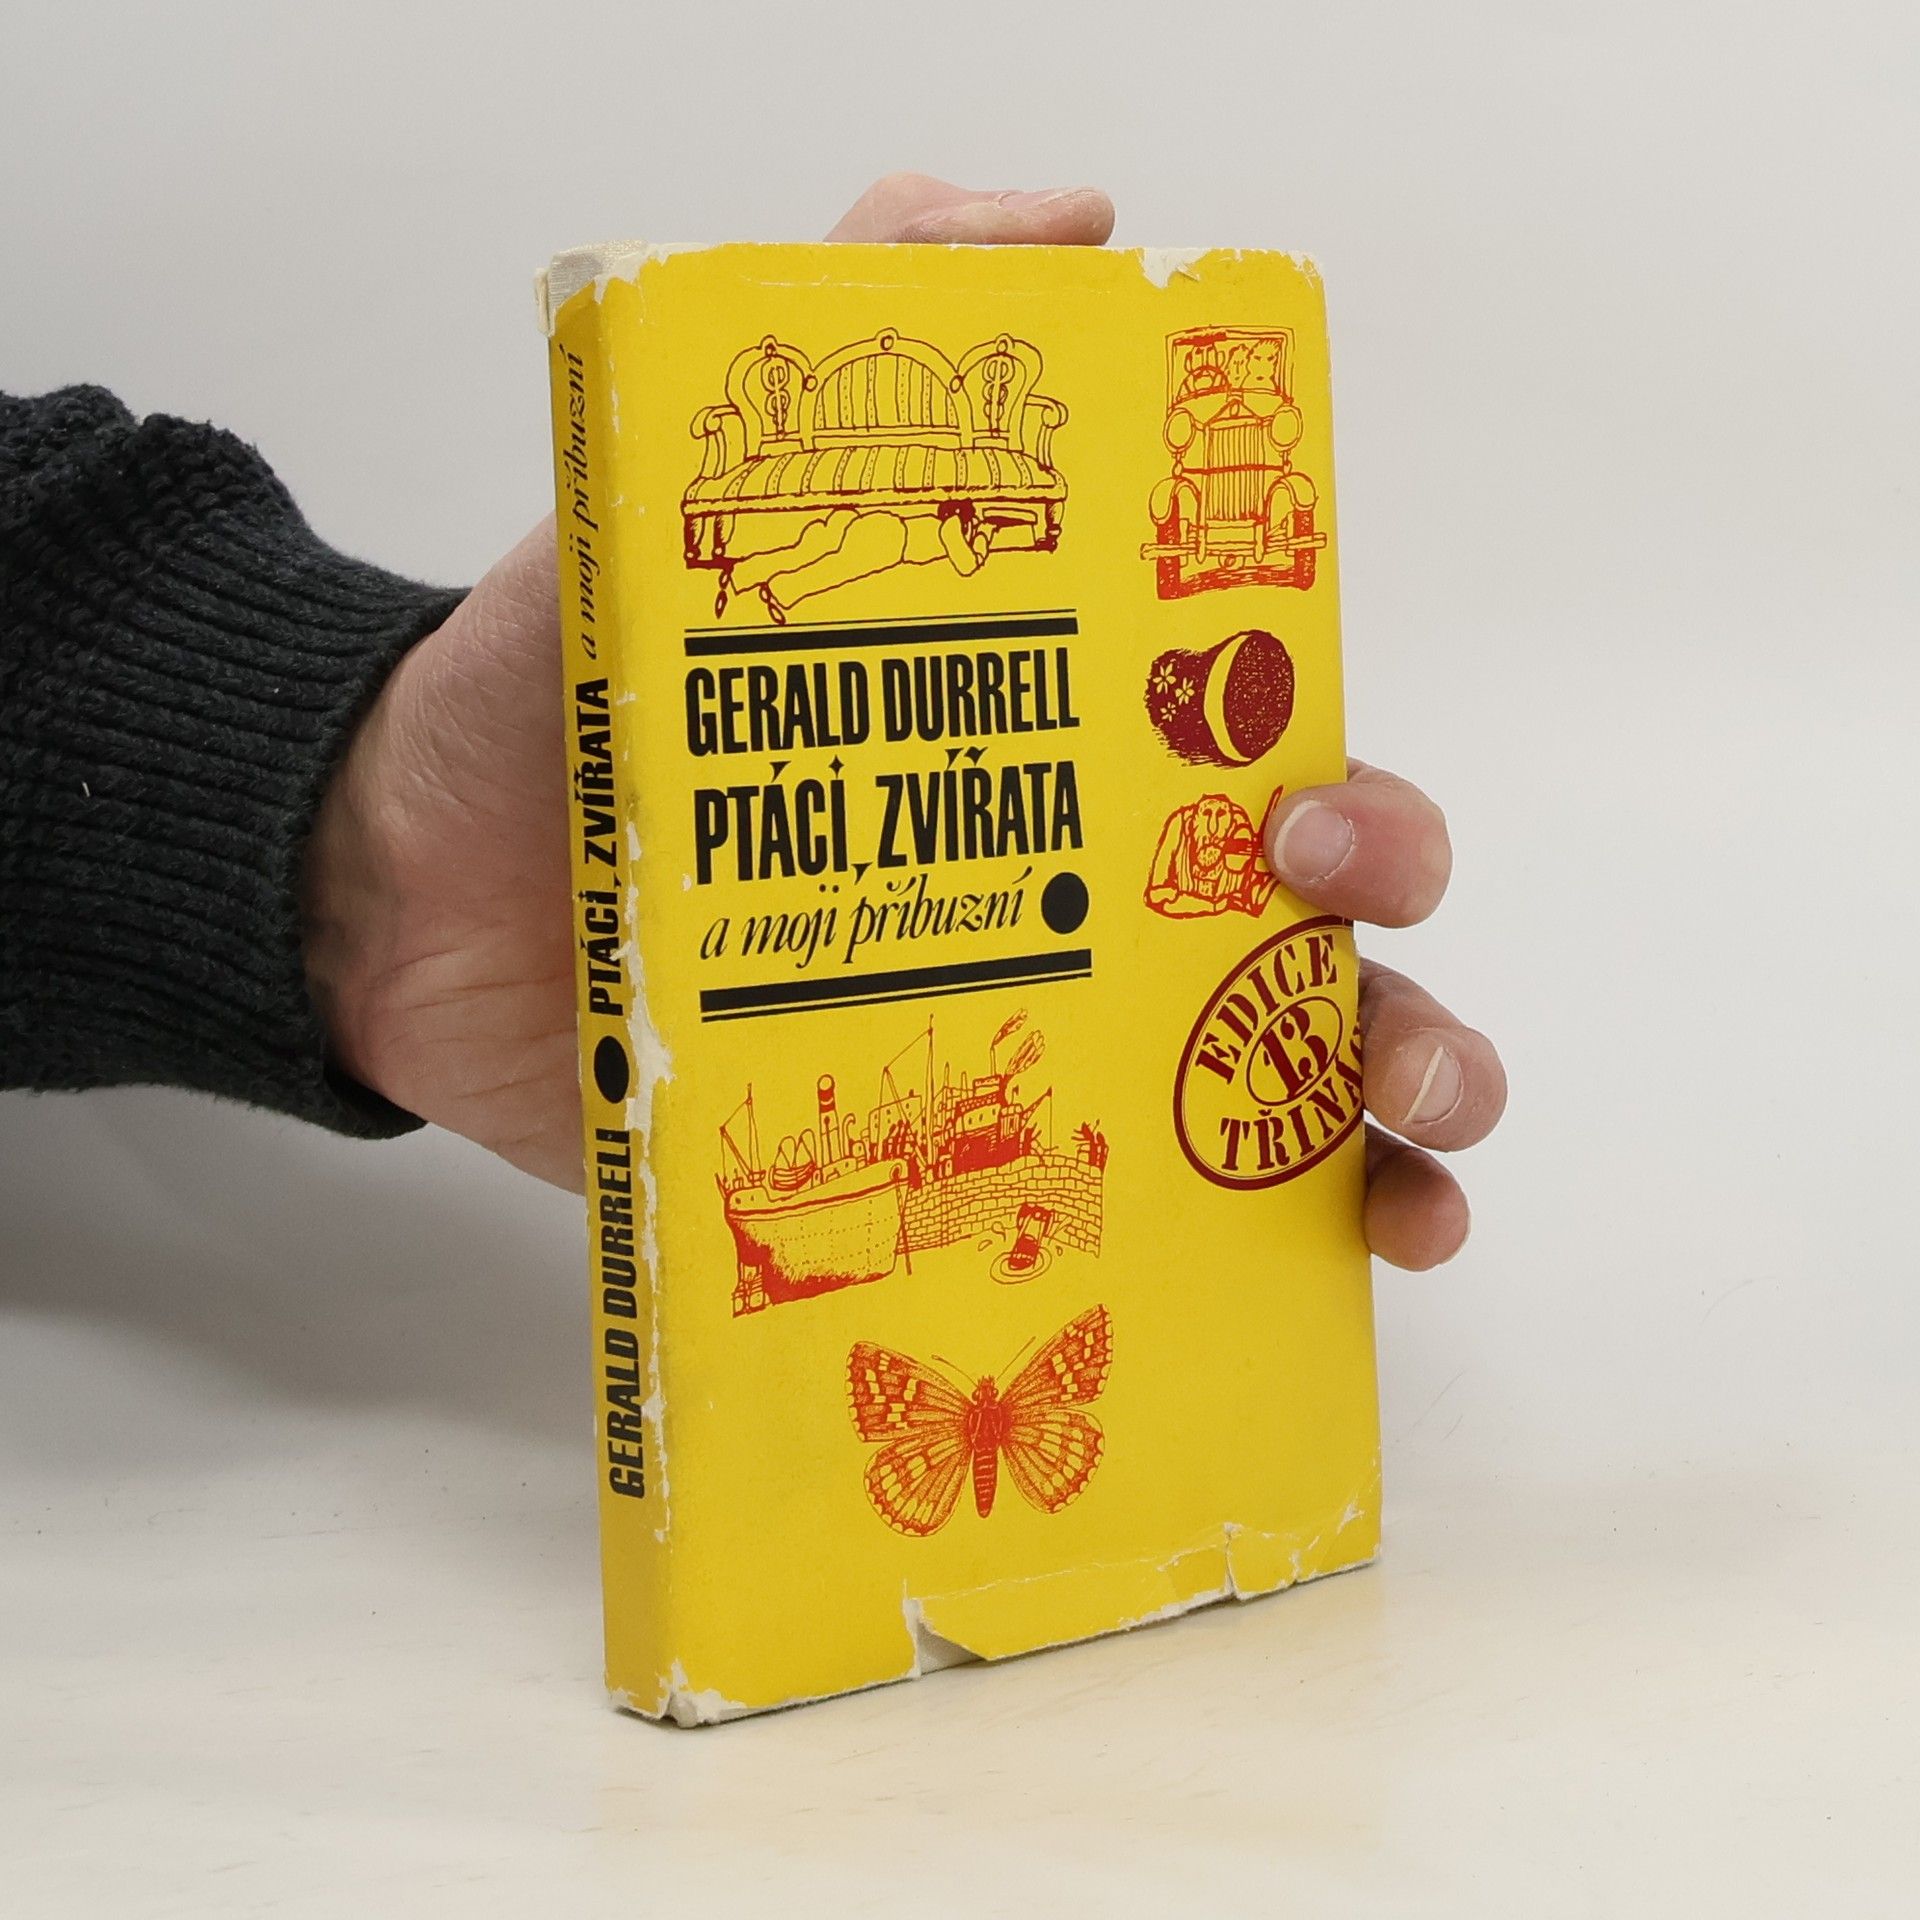 GERALD DURRELL
PTÁCI, ZVÍŘATA
a moji příbuzní
EDICE
13
GERALD DURRELL ● PTÁCI, ZVÍŘATA a moji příbuzní